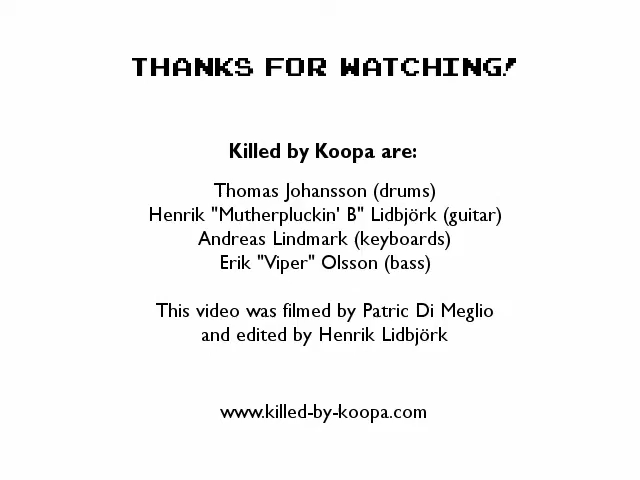 THANKS FOR WATCHING!
Killed by Koopa are:
Thomas Johansson (drums)
Henrik "Mutherpluckin' B" Lidbjörk (guitar)
Andreas Lindmark (keyboards)
Erik "Viper" Olsson (bass)
This video was filmed by Patric Di Meglio
and edited by Henrik Lidbjörk
www.killed-by-koopa.com